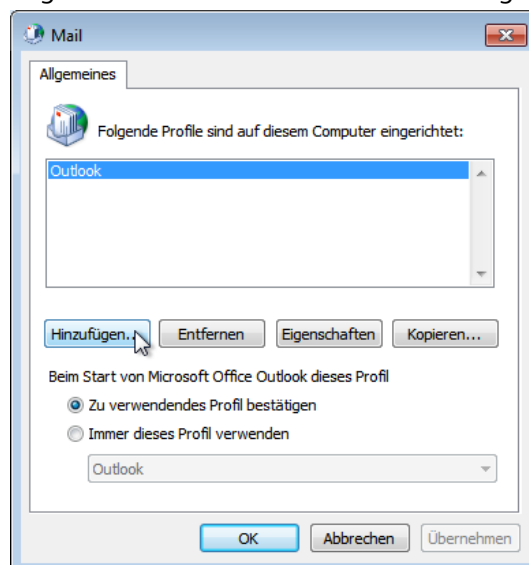 Mail
Allgemeines
Folgende Profile sind auf diesem Computer eingerichtet:
Outlook
Hinzufügen... Entfernen Eigenschaften Kopieren...
Beim Start von Microsoft Office Outlook dieses Profil
Zu verwendendes Profil bestätigen
Immer dieses Profil verwenden
Outlook
OK Abbrechen Übernehmen